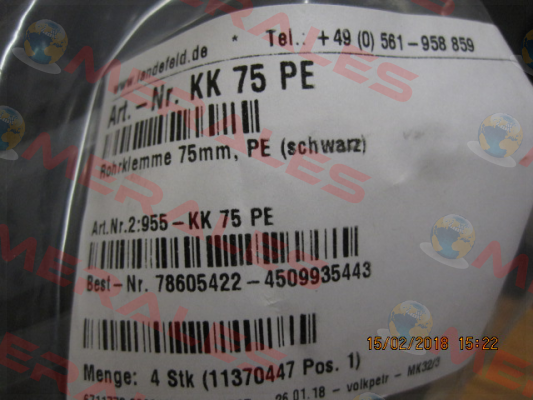 www.landefeld.de * Tel.: +49 (0) 561-958 859
Art.-Nr. KK 75 PE
Rohrklemme 75mm, PE (schwarz)
Art.Nr.2:955-KK 75 PE
Best-Nr. 78605422-4509935443
15/02/2018 15:22
Menge: 4 Stk (11370447 Pos. 1)
26.01.18 - volkpetr - MK32/3
MERALES